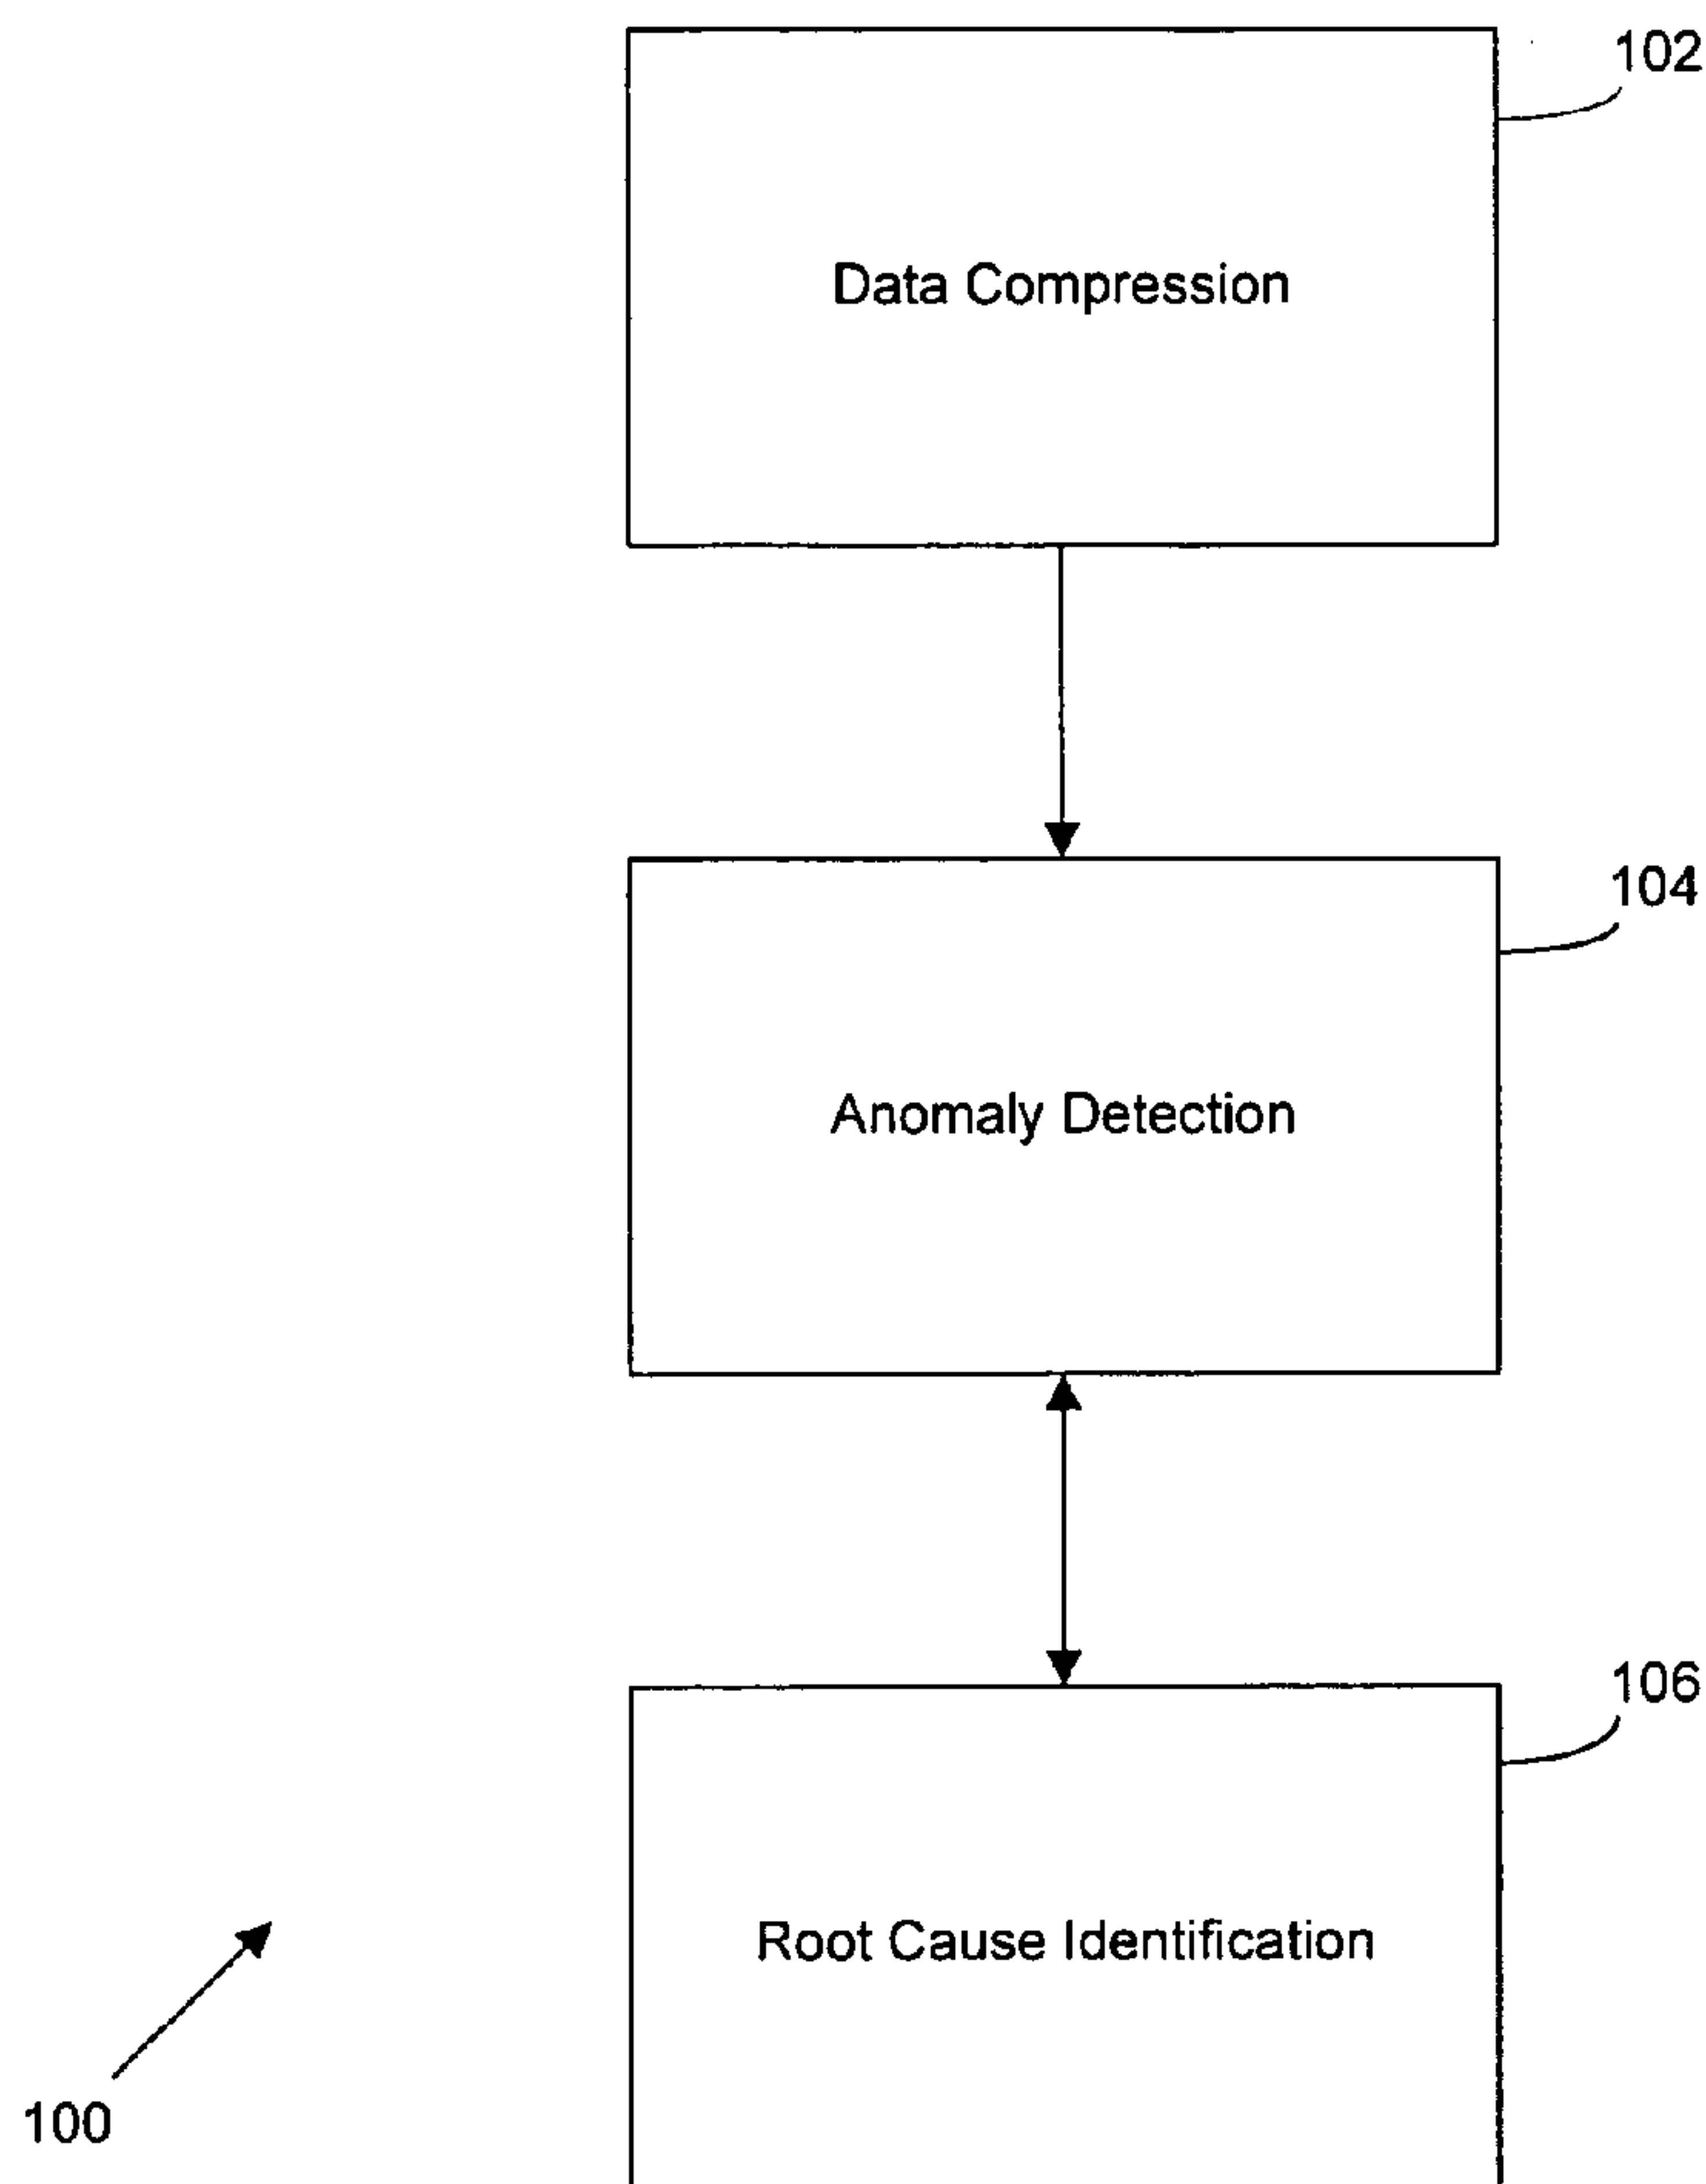 102
Data Compression
104
Anomaly Detection
106
Root Cause Identification
100